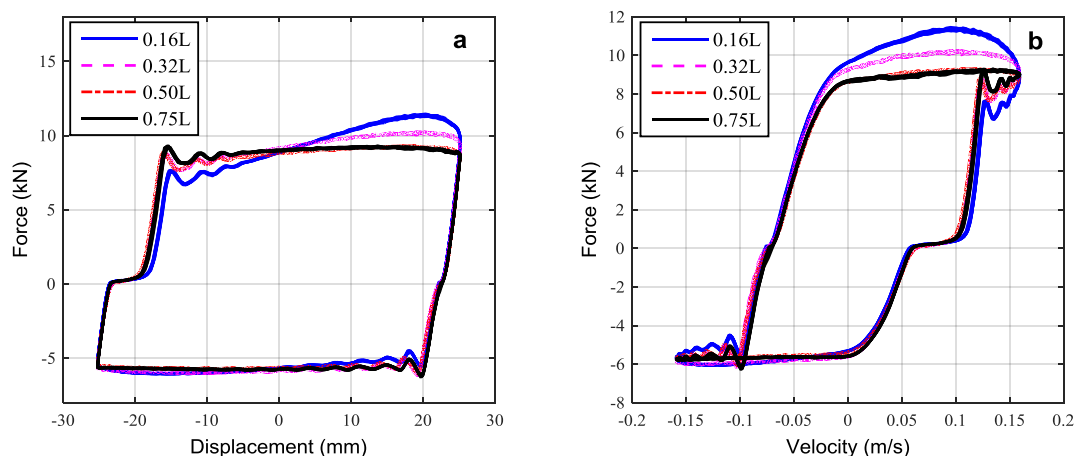 a
0.16L
0.32L
0.50L
0.75L
15
10
5
0
-5
-30
-20
-10
0
10
20
30
Force (kN)
Displacement (mm)
b
0.16L
0.32L
0.50L
0.75L
12
10
8
6
4
2
0
-2
-4
-6
-8
-0.2
-0.15
-0.1
-0.05
0
0.05
0.1
0.15
0.2
Force (kN)
Velocity (m/s)